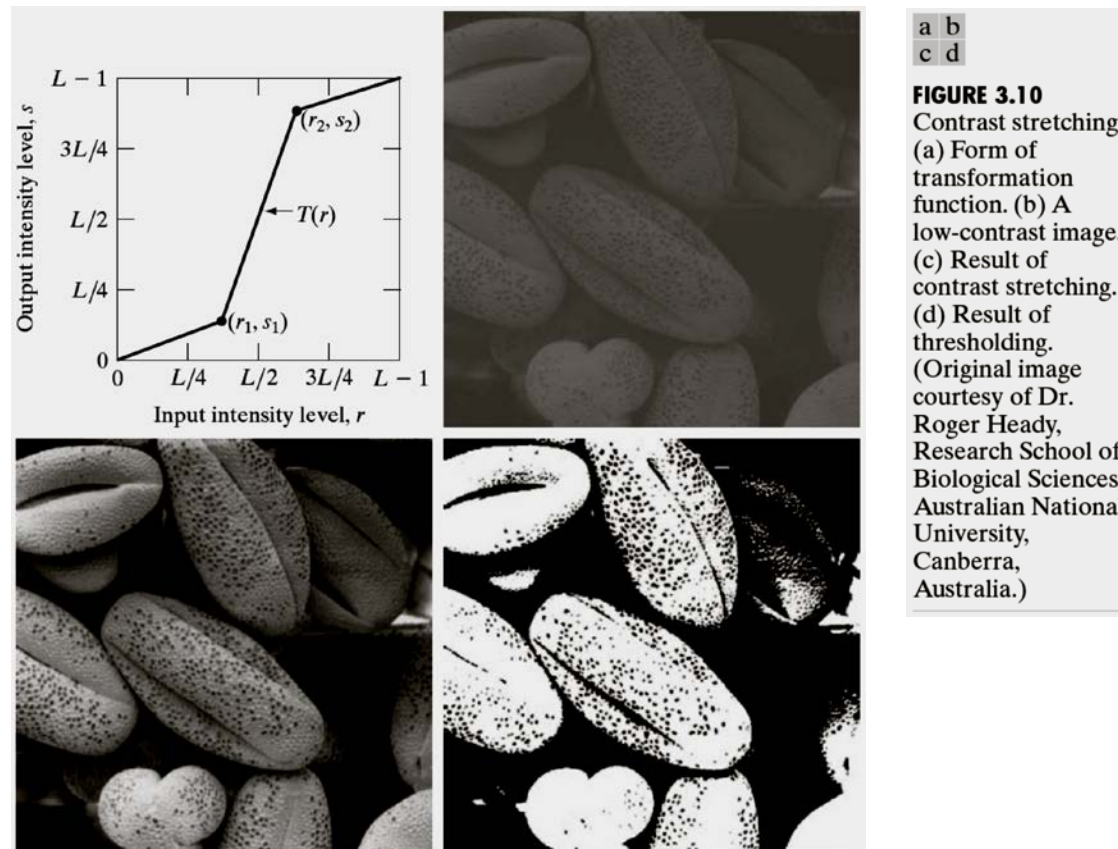 L − 1
3L/4
L/2
L/4
0
Output intensity level, s
(r₂, s₂)
T(r)
(r₁, s₁)
0 L/4 L/2 3L/4 L − 1
Input intensity level, r
a b
c d
FIGURE 3.10
Contrast stretching
(a) Form of
transformation
function. (b) A
low-contrast image.
(c) Result of
contrast stretching.
(d) Result of
thresholding.
(Original image
courtesy of Dr.
Roger Heady,
Research School of
Biological Sciences
Australian Nationa
University,
Canberra,
Australia.)